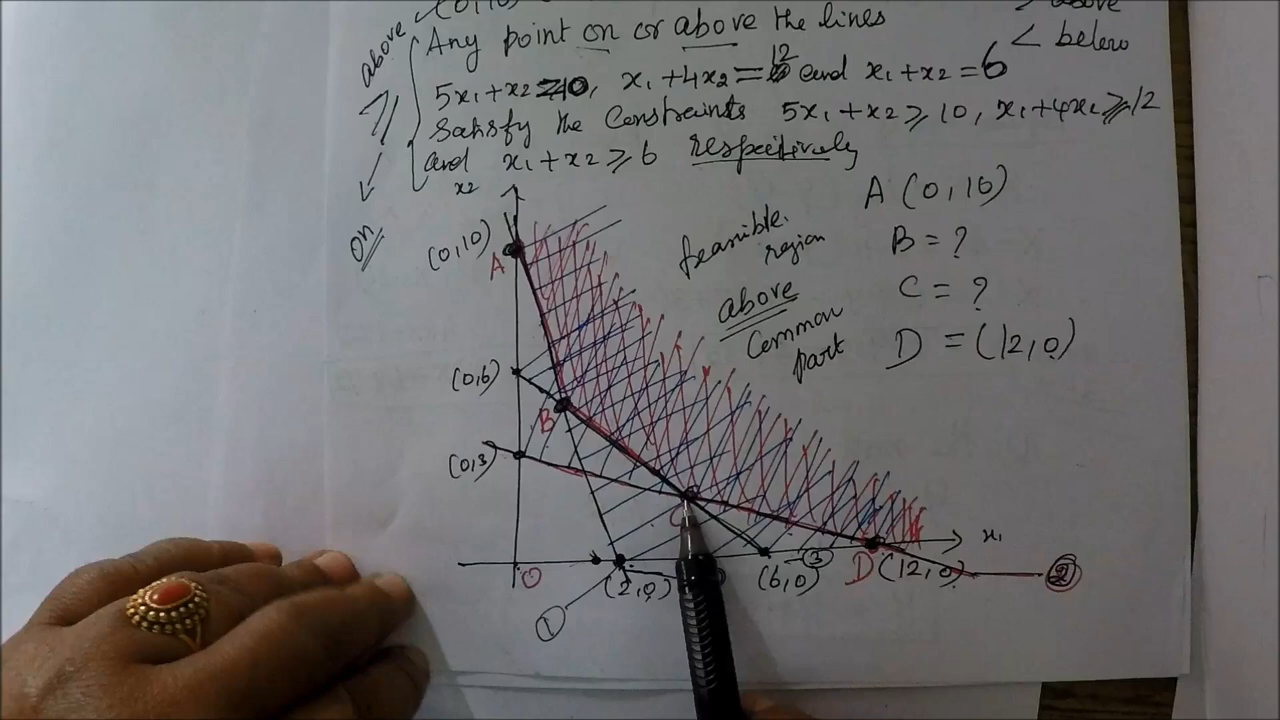 above
Any point on or above the lines
< below
5x₁+x₂=10, x₁+4x₂=12 and x₁+x₂=6
Satisfy the Constraints 5x₁+x₂⩾10, x₁+4x₂⩾12
and x₁+x₂⩾6 respectively
above
⩾
on
x₂
(0,10)
A
feasible region
above
Common part
A (0,10)
B = ?
C = ?
D = (12,0)
(0,6)
B
(0,3)
C
x₁
O
(2,0)
(6,0)
③
D (12,0)
②
①